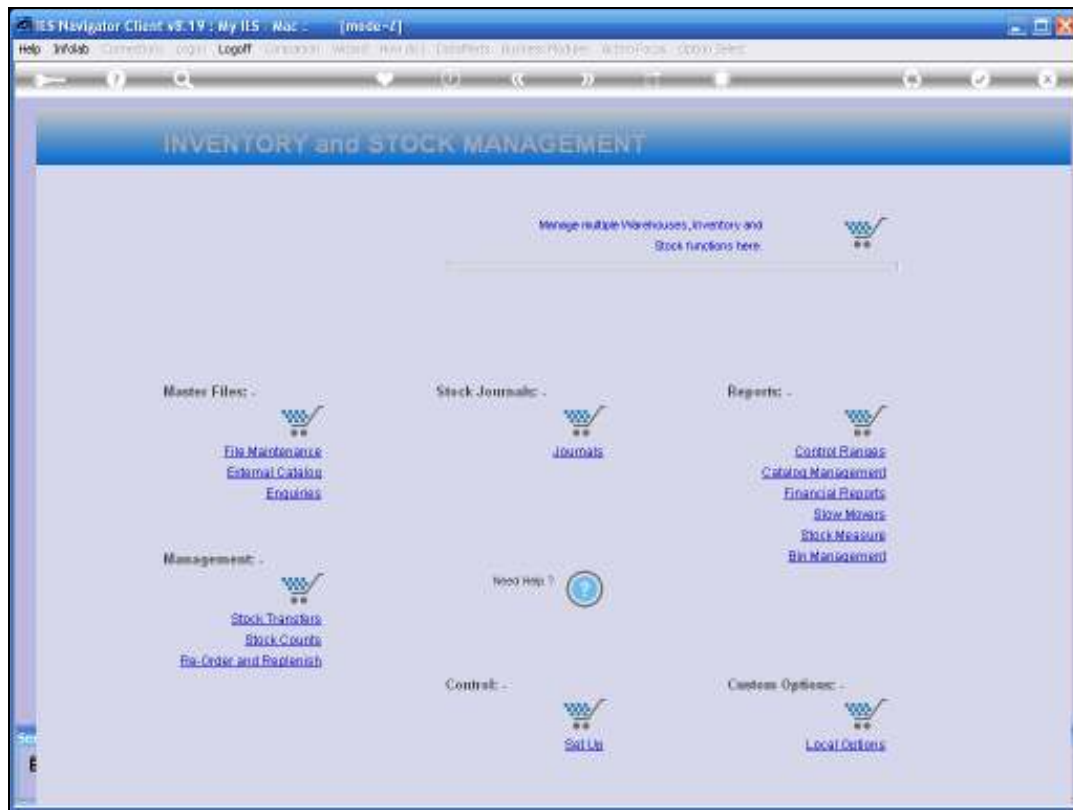 IES Navigator Client v8.19 : My IES
Help Infolab Logoff
INVENTORY and STOCK MANAGEMENT
Manage multiple Warehouses, Inventory and
Stock functions here.
Master Files: -
File Maintenance
External Catalog
Enquiries
Stock Journals: -
Journals
Reports: -
Control Ranges
Catalog Management
Financial Reports
Slow Movers
Stock Measure
Bin Management
Management: -
Stock Transfers
Stock Counts
Re-Order and Replenish
Need Help ?
Control: -
Set Up
Custom Options: -
Local Options